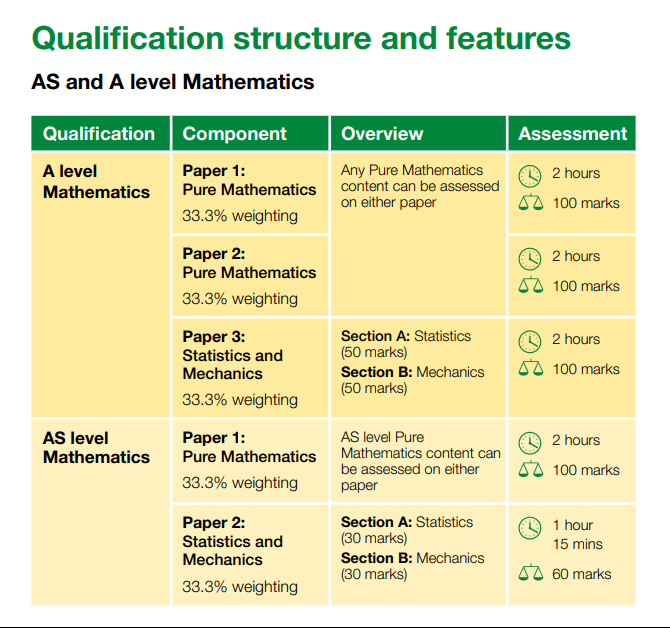 Qualification structure and features
AS and A level Mathematics
Qualification Component Overview Assessment
A level
Mathematics
Paper 1:
Pure Mathematics
33.3% weighting
Any Pure Mathematics
content can be assessed
on either paper
2 hours
100 marks
Paper 2:
Pure Mathematics
33.3% weighting
2 hours
100 marks
Paper 3:
Statistics and
Mechanics
33.3% weighting
Section A: Statistics
(50 marks)
Section B: Mechanics
(50 marks)
2 hours
100 marks
AS level
Mathematics
Paper 1:
Pure Mathematics
33.3% weighting
AS level Pure
Mathematics content can
be assessed on either
paper
2 hours
100 marks
Paper 2:
Statistics and
Mechanics
33.3% weighting
Section A: Statistics
(30 marks)
Section B: Mechanics
(30 marks)
1 hour
15 mins
60 marks